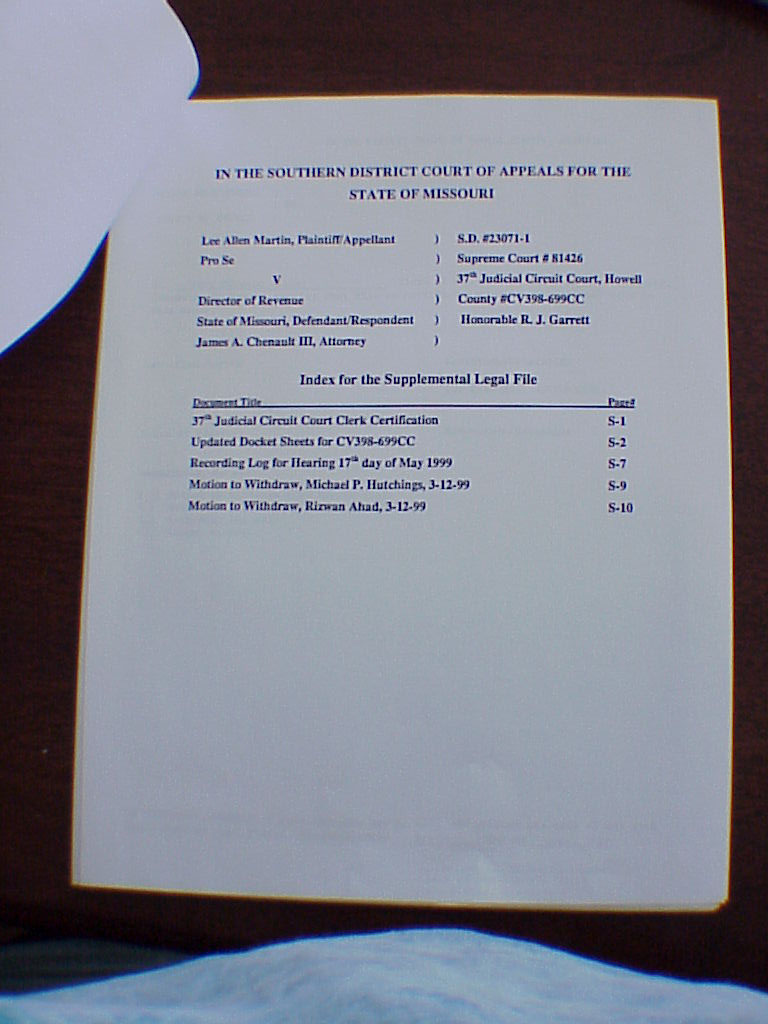 IN THE SOUTHERN DISTRICT COURT OF APPEALS FOR THE
STATE OF MISSOURI
Lee Allen Martin, Plaintiff/Appellant ) S.D. #23071-1
Pro Se ) Supreme Court # 81426
V ) 37th Judicial Circuit Court, Howell
Director of Revenue ) County #CV398-699CC
State of Missouri, Defendant/Respondent ) Honorable R. J. Garrett
James A. Chenault III, Attorney )
Index for the Supplemental Legal File
Document Title Page#
37th Judicial Circuit Court Clerk Certification S-1
Updated Docket Sheets for CV398-699CC S-2
Recording Log for Hearing 17th day of May 1999 S-7
Motion to Withdraw, Michael P. Hutchings, 3-12-99 S-9
Motion to Withdraw, Rizwan Ahad, 3-12-99 S-10